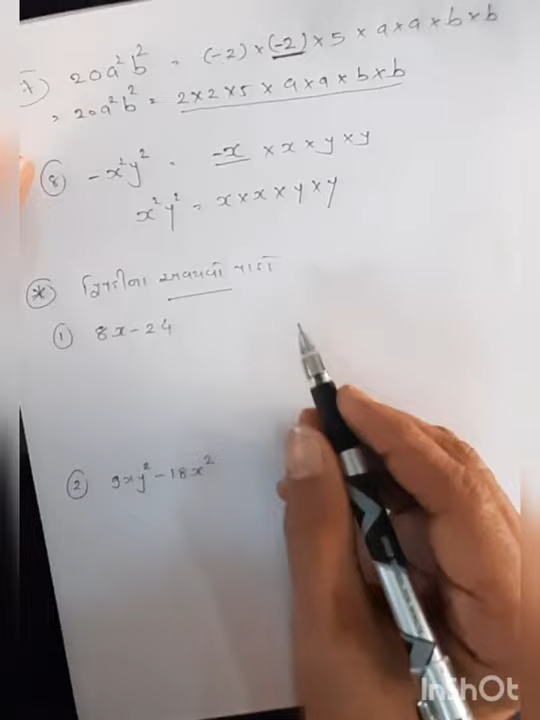 7) 20a²b² = (-2) × (-2) × 5 × a × a × b × b
= 20a²b² = 2 × 2 × 5 × a × a × b × b
⑧ -x²y² = -x × x × y × y
x²y² = x × x × y × y
* દ્વિપદીના અવયવો પાડો
① 8x - 24
② 9xy² - 18x²
InShOt